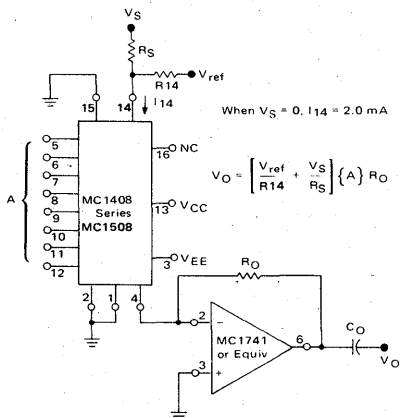 VS
RS
R14
Vref
15
14
I14
When VS = 0, I14 = 2.0 mA
A
5
6
7
8
9
10
11
12
MC1408
Series
MC1508
16
NC
13
VCC
3
VEE
2
1
4
VO = [ Vref / R14 + VS / RS ] {A} RO
RO
2
−
MC1741
or Equiv
6
3
+
CO
VO